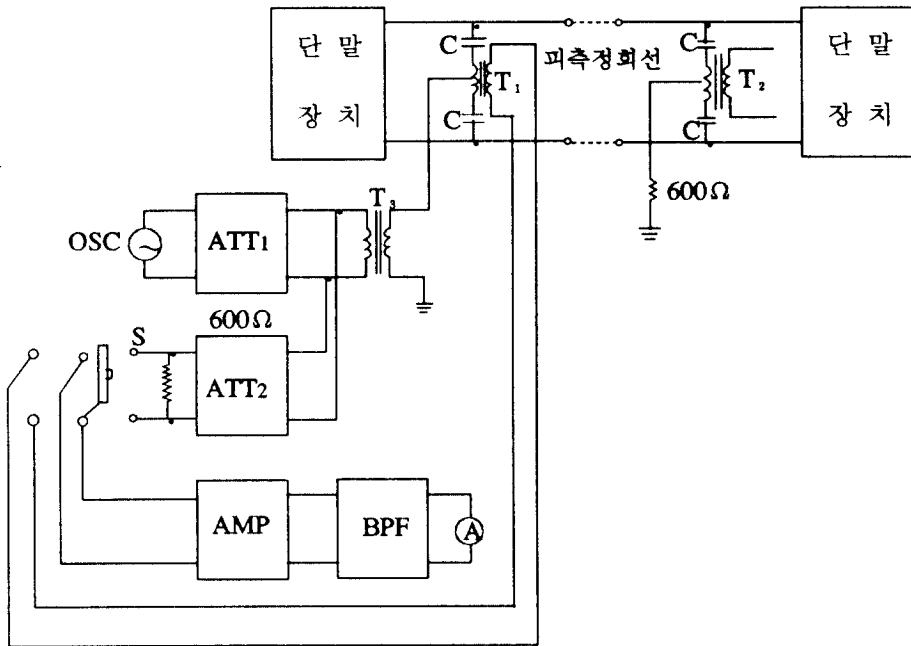 단 말
장 치
C
C
T₁
피측정회선
C
C
T₂
단 말
장 치
600Ω
T₃
OSC
ATT₁
600Ω
S
ATT₂
AMP
BPF
A